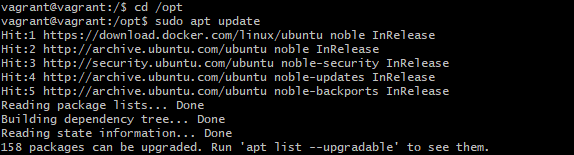 vagrant@vagrant:/$ cd /opt
vagrant@vagrant:/opt$ sudo apt update
Hit:1 https://download.docker.com/linux/ubuntu noble InRelease
Hit:2 http://archive.ubuntu.com/ubuntu noble InRelease
Hit:3 http://security.ubuntu.com/ubuntu noble-security InRelease
Hit:4 http://archive.ubuntu.com/ubuntu noble-updates InRelease
Hit:5 http://archive.ubuntu.com/ubuntu noble-backports InRelease
Reading package lists... Done
Building dependency tree... Done
Reading state information... Done
158 packages can be upgraded. Run 'apt list --upgradable' to see them.